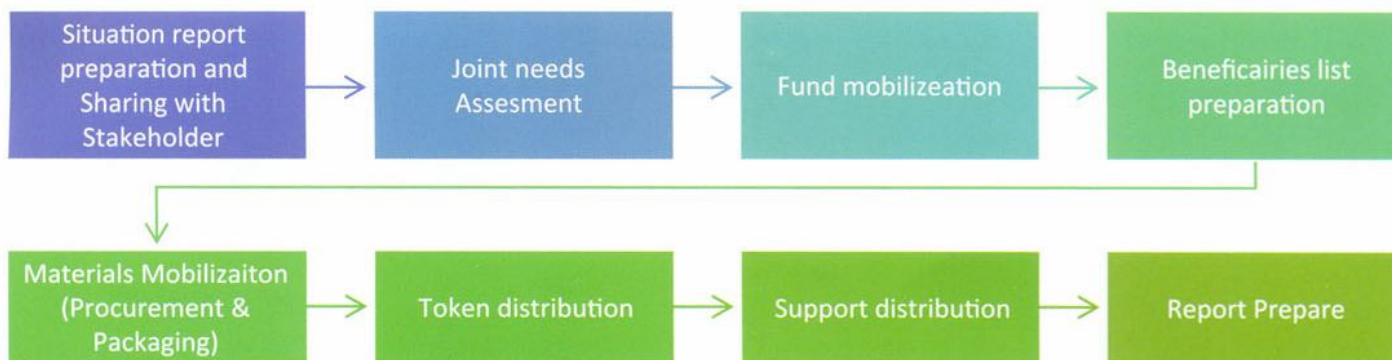 Situation report
preparation and
Sharing with
Stakeholder
Joint needs
Assesment
Fund mobilizeation
Beneficairies list
preparation
Materials Mobilizaiton
(Procurement &
Packaging)
Token distribution
Support distribution
Report Prepare